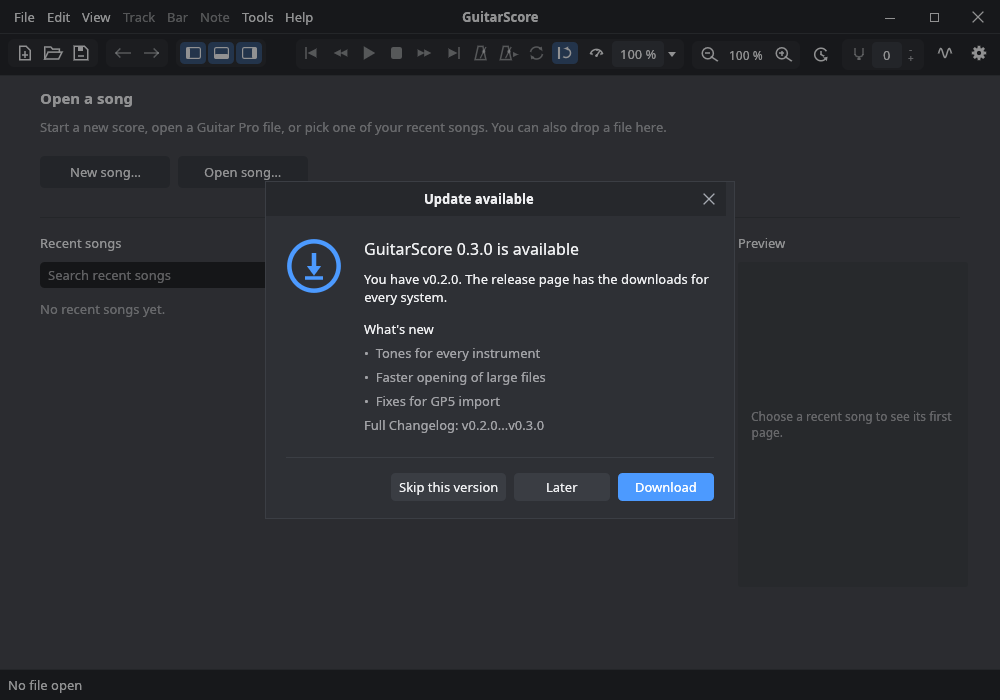 File Edit View Track Bar Note Tools Help
GuitarScore
100 %
100 %
0
-
+
Open a song
Start a new score, open a Guitar Pro file, or pick one of your recent songs. You can also drop a file here.
New song...
Open song...
Recent songs
Search recent songs
No recent songs yet.
Update available
GuitarScore 0.3.0 is available
You have v0.2.0. The release page has the downloads for
every system.
What's new
• Tones for every instrument
• Faster opening of large files
• Fixes for GP5 import
Full Changelog: v0.2.0...v0.3.0
Skip this version
Later
Download
Preview
Choose a recent song to see its first
page.
No file open